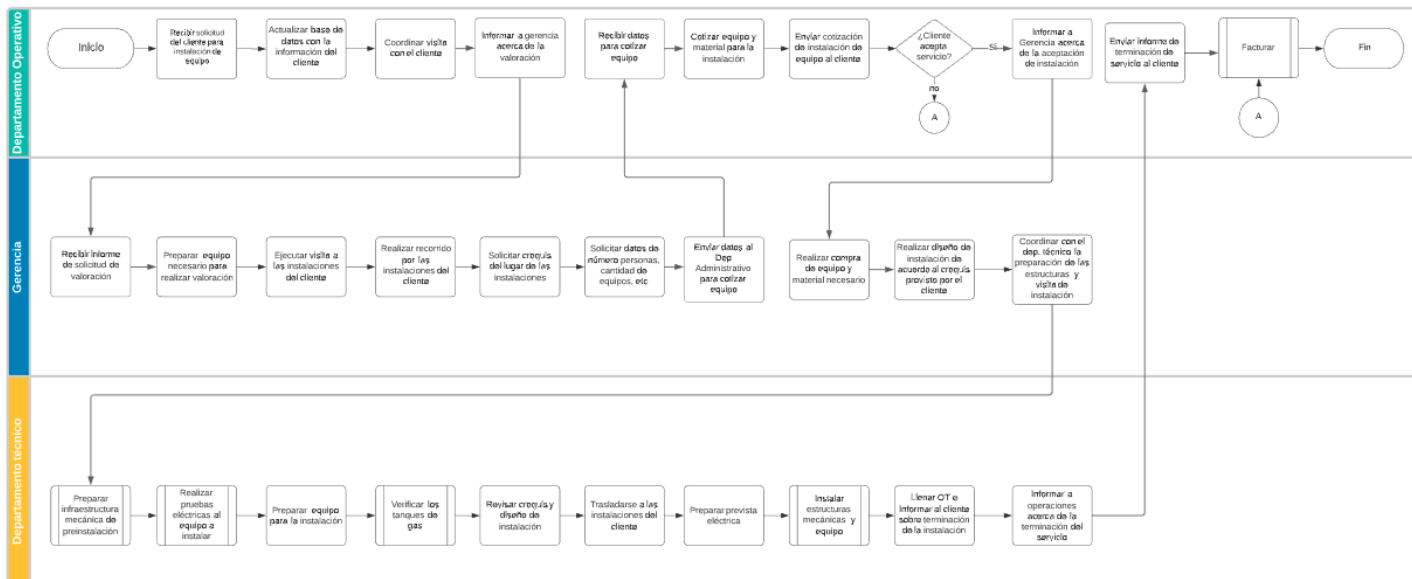 Departamento Operativo
Inicio
Recibir solicitud
del cliente para
instalación de
equipo
Actualizar base de
datos con la
información del
cliente
Coordinar visita
con el cliente
Informar a gerencia
acerca de la
valoración
Recibir datos
para cotizar
equipo
Cotizar equipo y
material para la
instalación
Enviar cotización
de instalación de
equipo al cliente
¿Cliente
acepta
servicio?
Sí
no
A
Informar a
Gerencia acerca
de la aceptación
de instalación
Enviar informe de
terminación de
servicio al cliente
Facturar
A
Fin
Gerencia
Recibir informe
de solicitud de
valoración
Preparar equipo
necesario para
realizar valoración
Ejecutar visita a
las instalaciones
del cliente
Realizar recorrido
por las
instalaciones del
cliente
Solicitar croquis
del lugar de las
instalaciones
Solicitar datos de
número personas,
cantidad de
equipos, etc
Enviar datos al
Dep
Administrativo
para cotizar
equipo
Realizar compra
de equipo y
material necesario
Realizar diseño de
instalación de
acuerdo al croquis
provisto por el
cliente
Coordinar con el
dep. técnico la
preparación de las
estructuras y
visita de
instalación
Departamento técnico
Preparar
infraestructura
mecánica de
preinstalación
Realizar
pruebas
eléctricas al
equipo a
instalar
Preparar equipo
para la instalación
Verificar los
tanques de
gas
Revisar croquis y
diseño de
instalación
Trasladarse a las
instalaciones del
cliente
Preparar prevista
eléctrica
Instalar
estructuras
mecánicas y
equipo
Llenar OT e
Informar al cliente
sobre terminación
de la instalación
Informar a
operaciones
acerca de la
terminación del
servicio